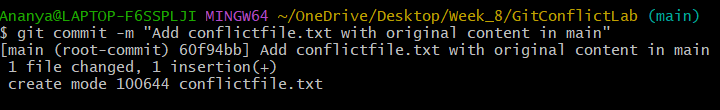 Ananya@LAPTOP-F6SSPLJI MINGW64 ~/OneDrive/Desktop/Week_8/GitConflictLab (main)
$ git commit -m "Add conflictfile.txt with original content in main"
[main (root-commit) 60f94bb] Add conflictfile.txt with original content in main
 1 file changed, 1 insertion(+)
 create mode 100644 conflictfile.txt